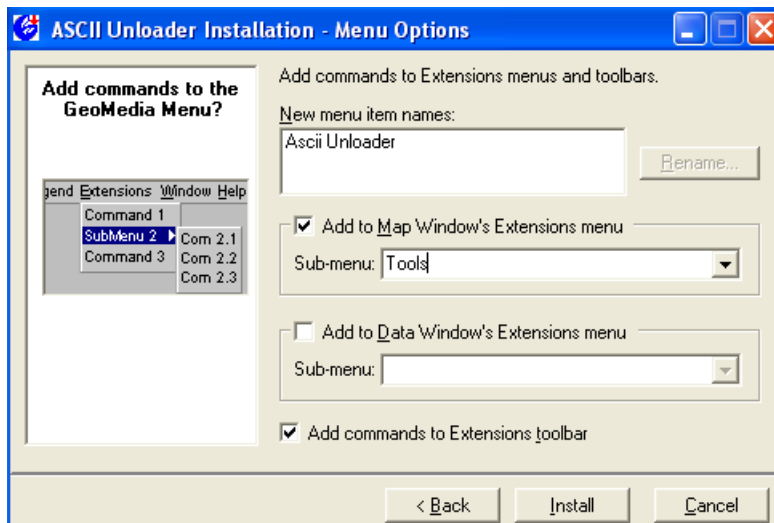 ASCII Unloader Installation - Menu Options
Add commands to the
GeoMedia Menu?
gend Extensions Window Help
Command 1
SubMenu 2 Com 2.1
Com 2.2
Command 3
Com 2.3
Add commands to Extensions menus and toolbars.
New menu item names:
Ascii Unloader
Rename...
Add to Map Window's Extensions menu
Sub-menu: Tools
Add to Data Window's Extensions menu
Sub-menu:
Add commands to Extensions toolbar
< Back Install Cancel